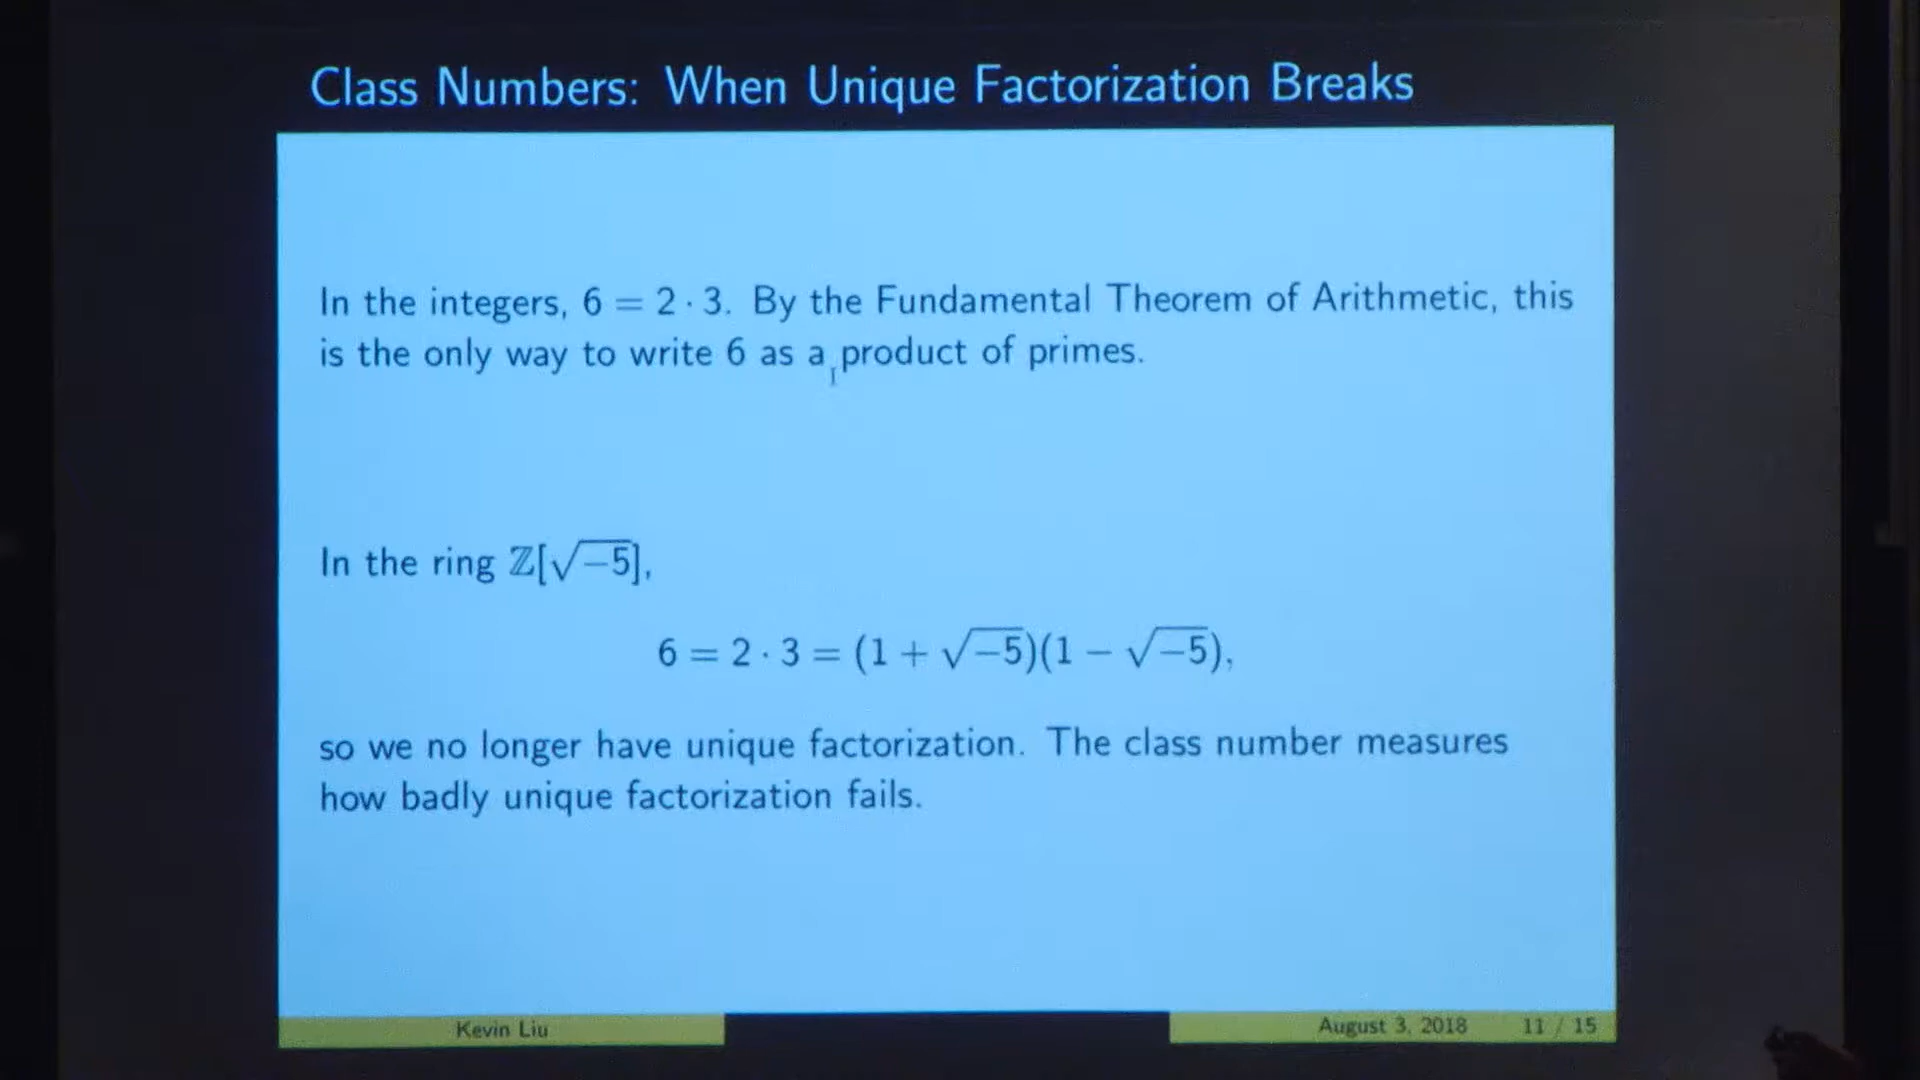 Class Numbers: When Unique Factorization Breaks
In the integers, 6 = 2 · 3. By the Fundamental Theorem of Arithmetic, this
is the only way to write 6 as a product of primes.
In the ring ℤ[√−5],
6 = 2 · 3 = (1 + √−5)(1 − √−5),
so we no longer have unique factorization. The class number measures
how badly unique factorization fails.
Kevin Liu August 3, 2018 11 / 15